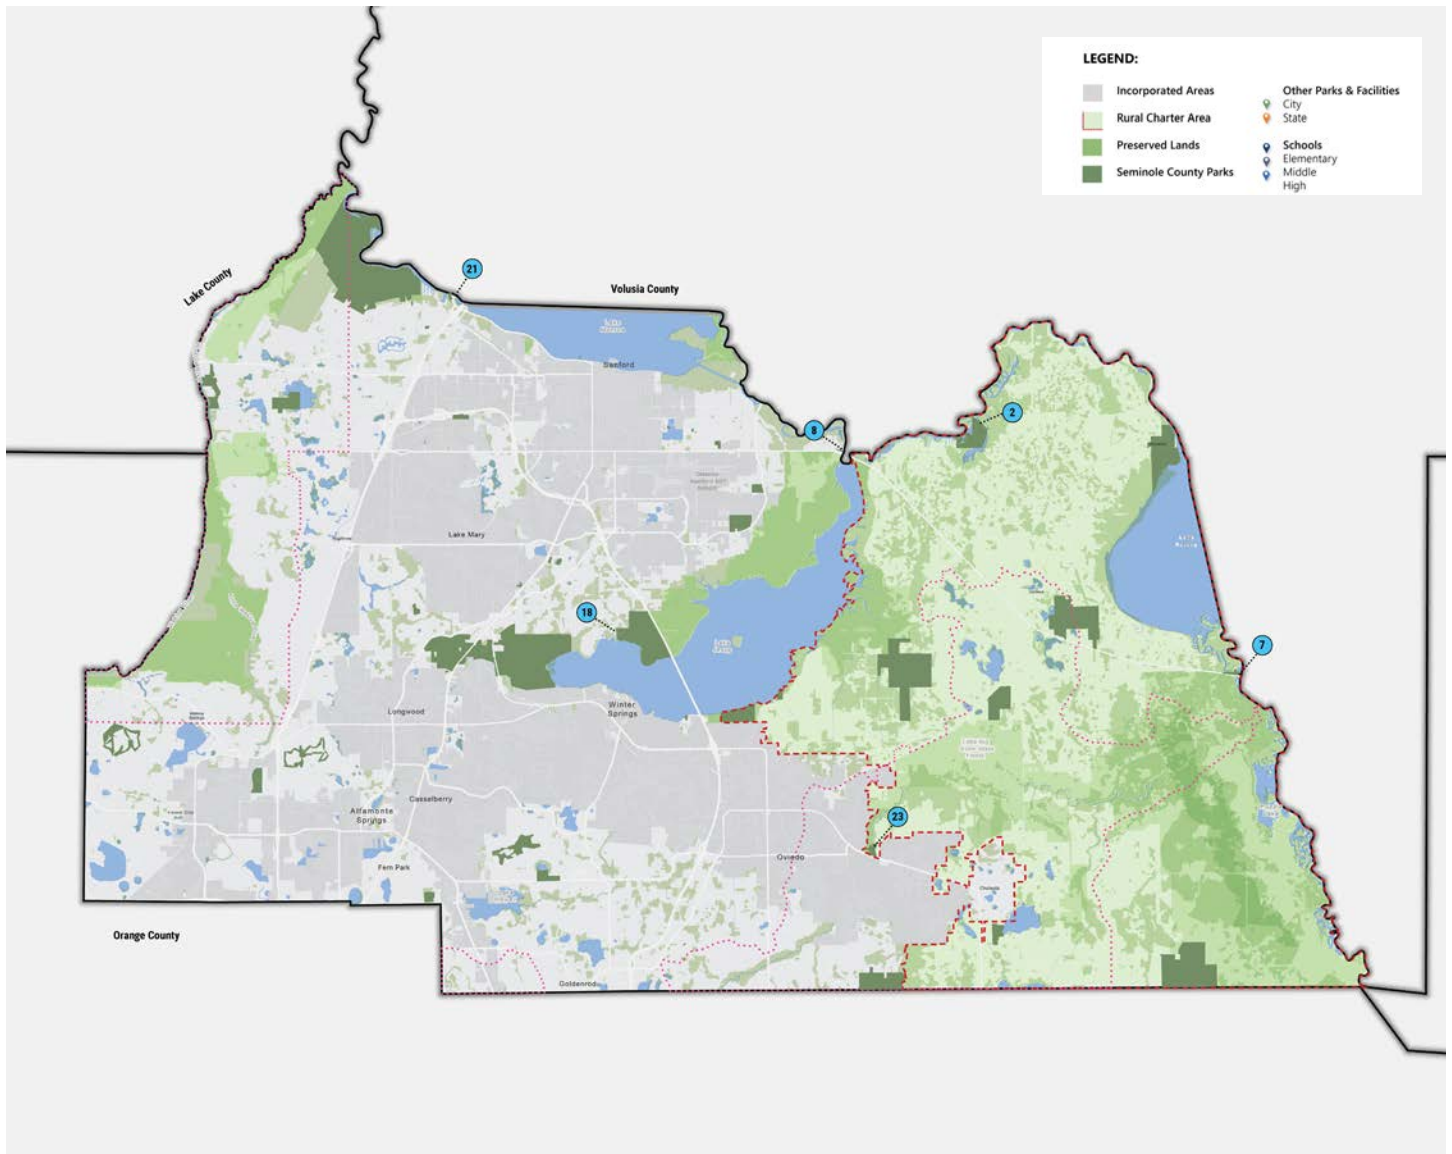 LEGEND:
Incorporated Areas
Rural Charter Area
Preserved Lands
Seminole County Parks
Other Parks & Facilities
City
State
Schools
Elementary
Middle
High
Lake County
21
Volusia County
Sanford
2
8
Lake Mary
18
7
Longwood
Winter
Springs
Casselberry
Altamonte
Springs
23
Oviedo
Fern Park
Chuluota
Orange County
Goldenrod